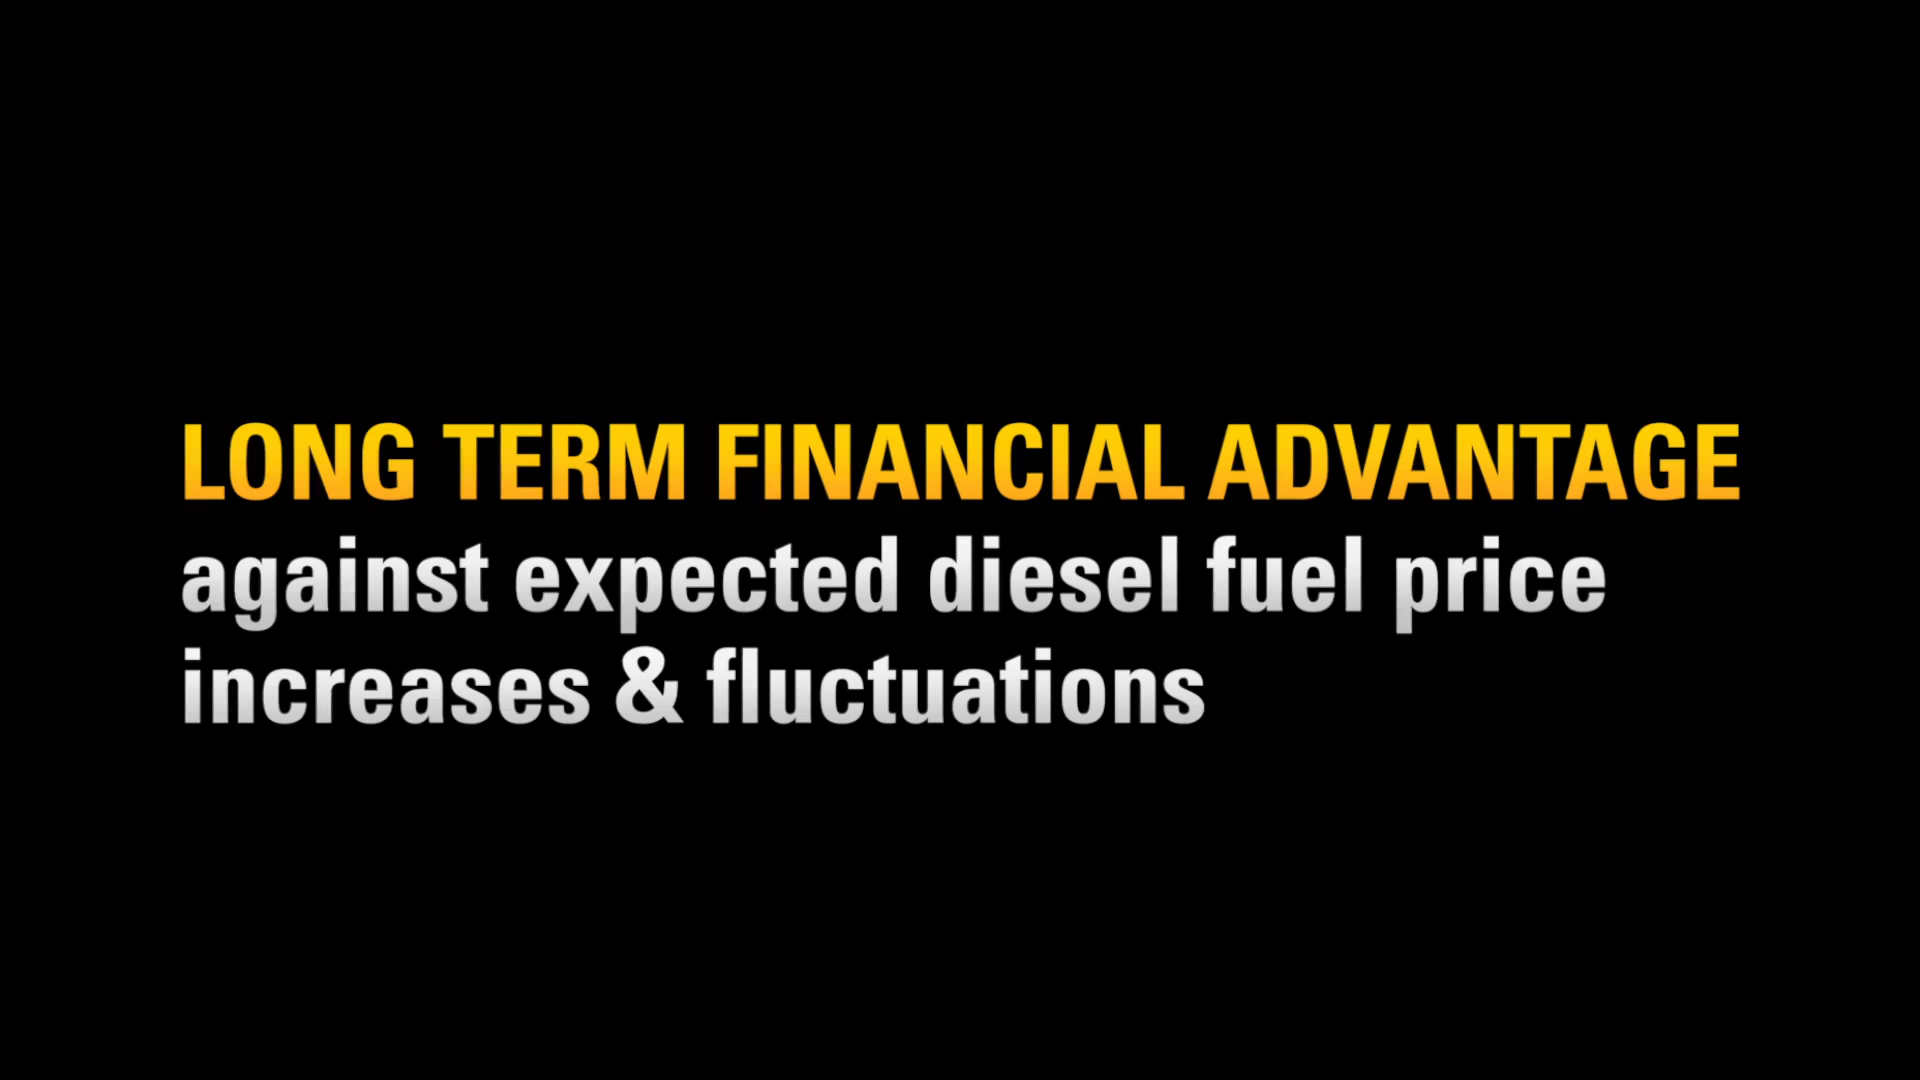 LONG TERM FINANCIAL ADVANTAGE
against expected diesel fuel price
increases & fluctuations